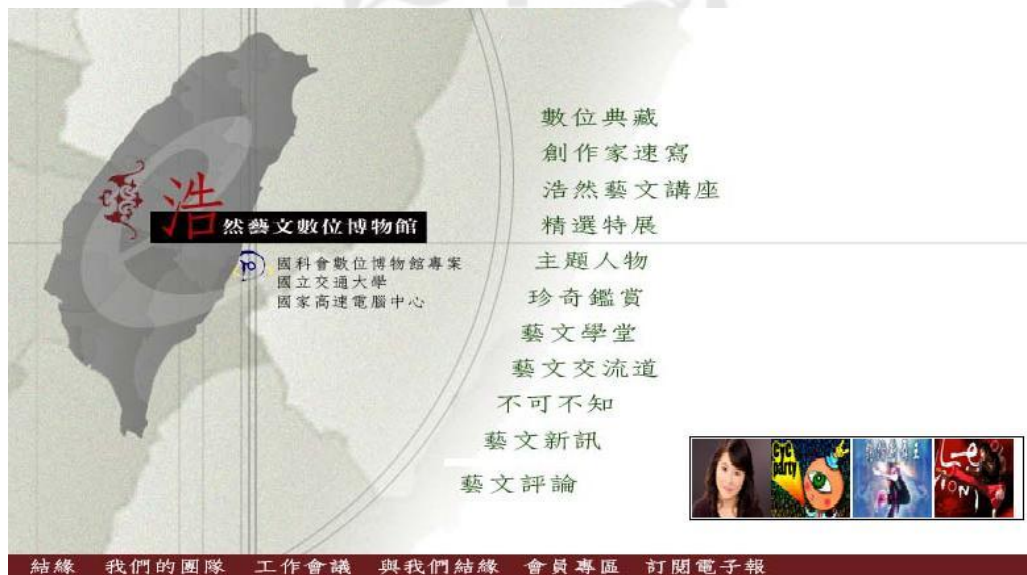 數位典藏
創作家速寫
浩然藝文講座
精選特展
浩然藝文數位博物館
主題人物
國科會數位博物館專案
國立交通大學
國家高速電腦中心
珍奇鑑賞
藝文學堂
藝文交流道
不可不知
藝文新訊
藝文評論
eye party
結緣 我們的團隊 工作會議 與我們結緣 會員專區 訂閱電子報